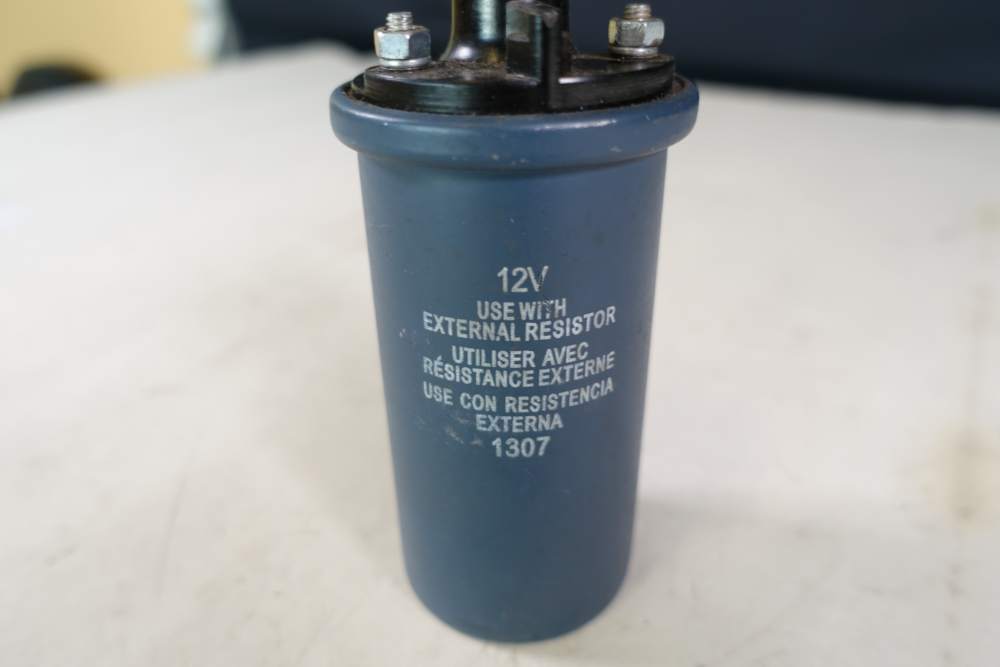 12V
USE WITH
EXTERNAL RESISTOR
UTILISER AVEC
RÉSISTANCE EXTERNE
USE CON RESISTENCIA
EXTERNA
1307